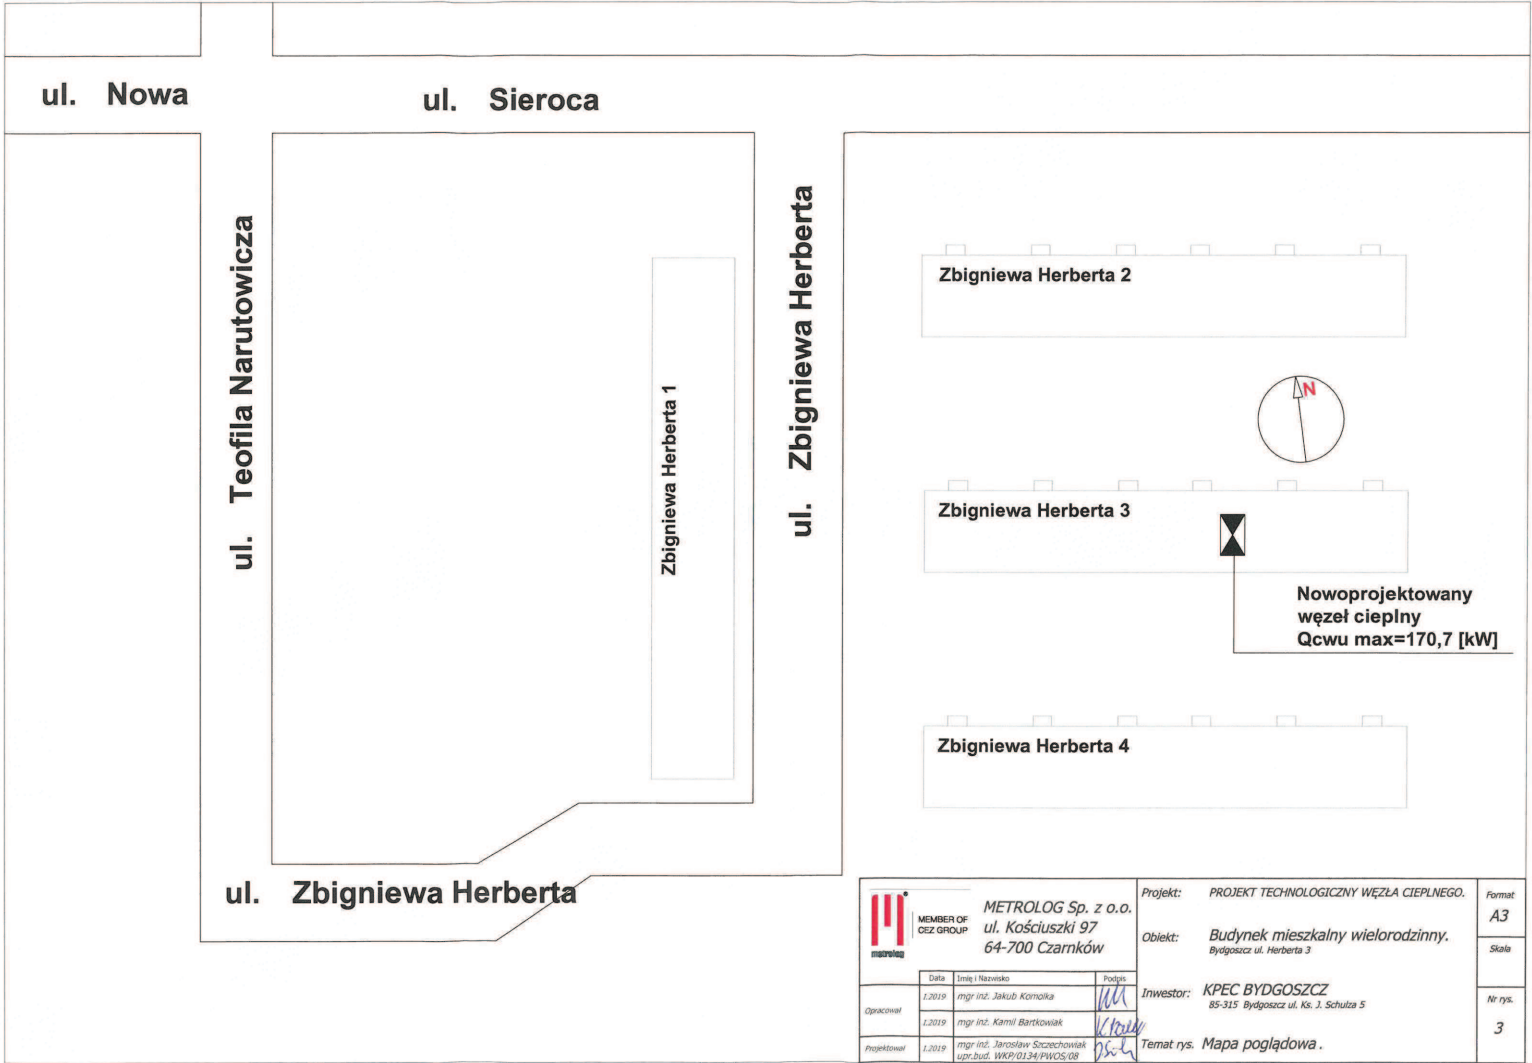 ul. Nowa
ul. Sieroca
ul. Teofila Narutowicza
ul. Zbigniewa Herberta
Zbigniewa Herberta 1
Zbigniewa Herberta 2
N
Zbigniewa Herberta 3
Nowoprojektowany
węzeł cieplny
Qcwu max=170,7 [kW]
Zbigniewa Herberta 4
ul. Zbigniewa Herberta
metrolog
MEMBER OF
CEZ GROUP
METROLOG Sp. z o.o.
ul. Kościuszki 97
64-700 Czarnków
Data Imię i Nazwisko Podpis
Opracował
1.2019 mgr inż. Jakub Komolka
1.2019 mgr inż. Kamil Bartkowiak
Projektował 1.2019 mgr inż. Jarosław Szczechowiak
upr.bud. WKP/0134/PWOS/08
Projekt: PROJEKT TECHNOLOGICZNY WĘZŁA CIEPLNEGO.
Obiekt: Budynek mieszkalny wielorodzinny.
Bydgoszcz ul. Herberta 3
Inwestor: KPEC BYDGOSZCZ
85-315 Bydgoszcz ul. Ks. J. Schulza 5
Temat rys. Mapa poglądowa.
Format
A3
Skala
Nr rys.
3